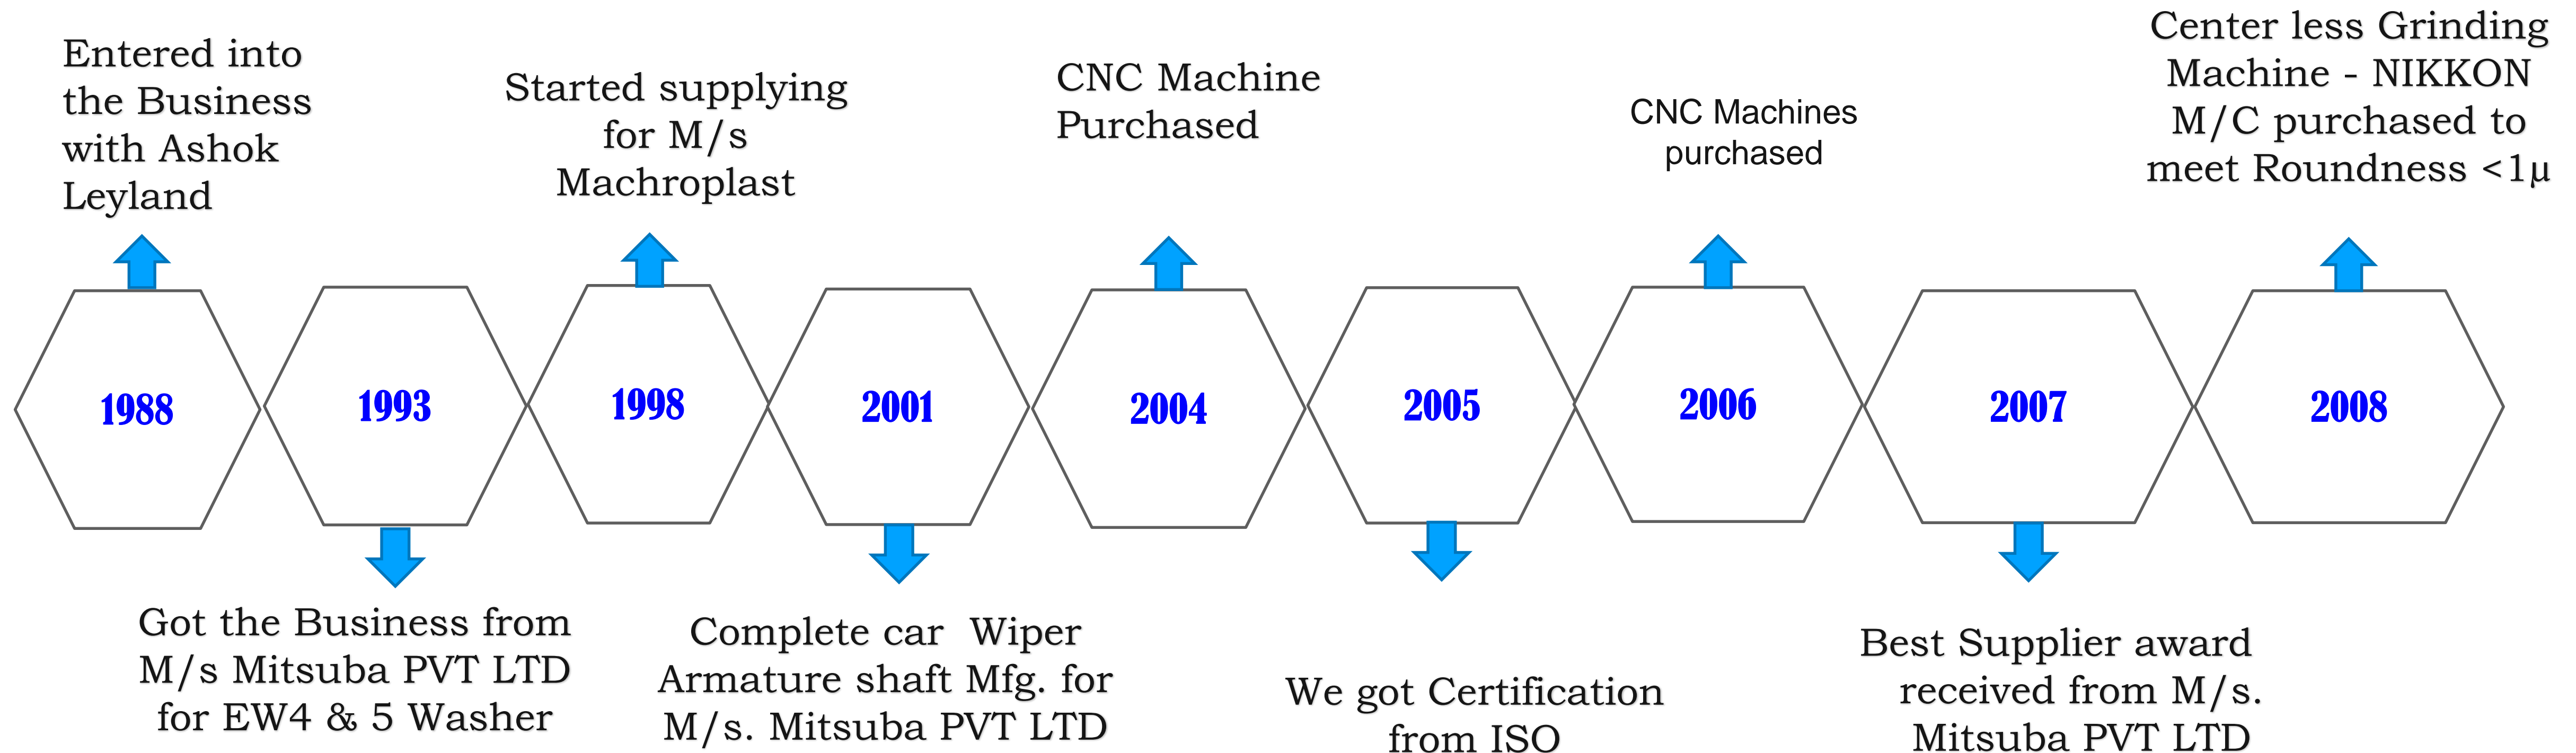 Entered into
the Business
with Ashok
Leyland
Started supplying
for M/s
Machroplast
CNC Machine
Purchased
CNC Machines
purchased
Center less Grinding
Machine - NIKKON
M/C purchased to
meet Roundness <1µ
1988
1993
1998
2001
2004
2005
2006
2007
2008
Got the Business from
M/s Mitsuba PVT LTD
for EW4 & 5 Washer
Complete car  Wiper
Armature shaft Mfg. for
M/s. Mitsuba PVT LTD
We got Certification
from ISO
Best Supplier award
received from M/s.
Mitsuba PVT LTD